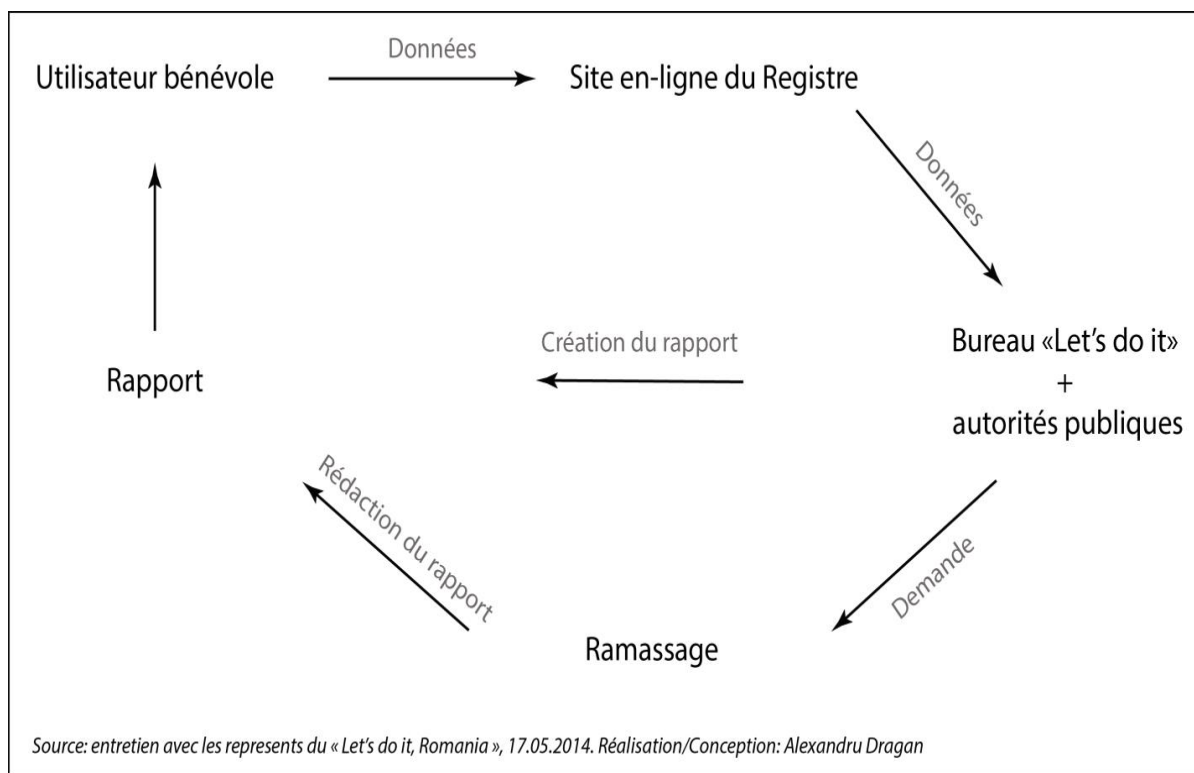 Données
Utilisateur bénévole
Site en-ligne du Registre
Données
Création du rapport
Bureau «Let's do it»
+
autorités publiques
Rapport
Rédaction du rapport
Demande
Ramassage
Source: entretien avec les represents du « Let's do it, Romania », 17.05.2014. Réalisation/Conception: Alexandru Dragan